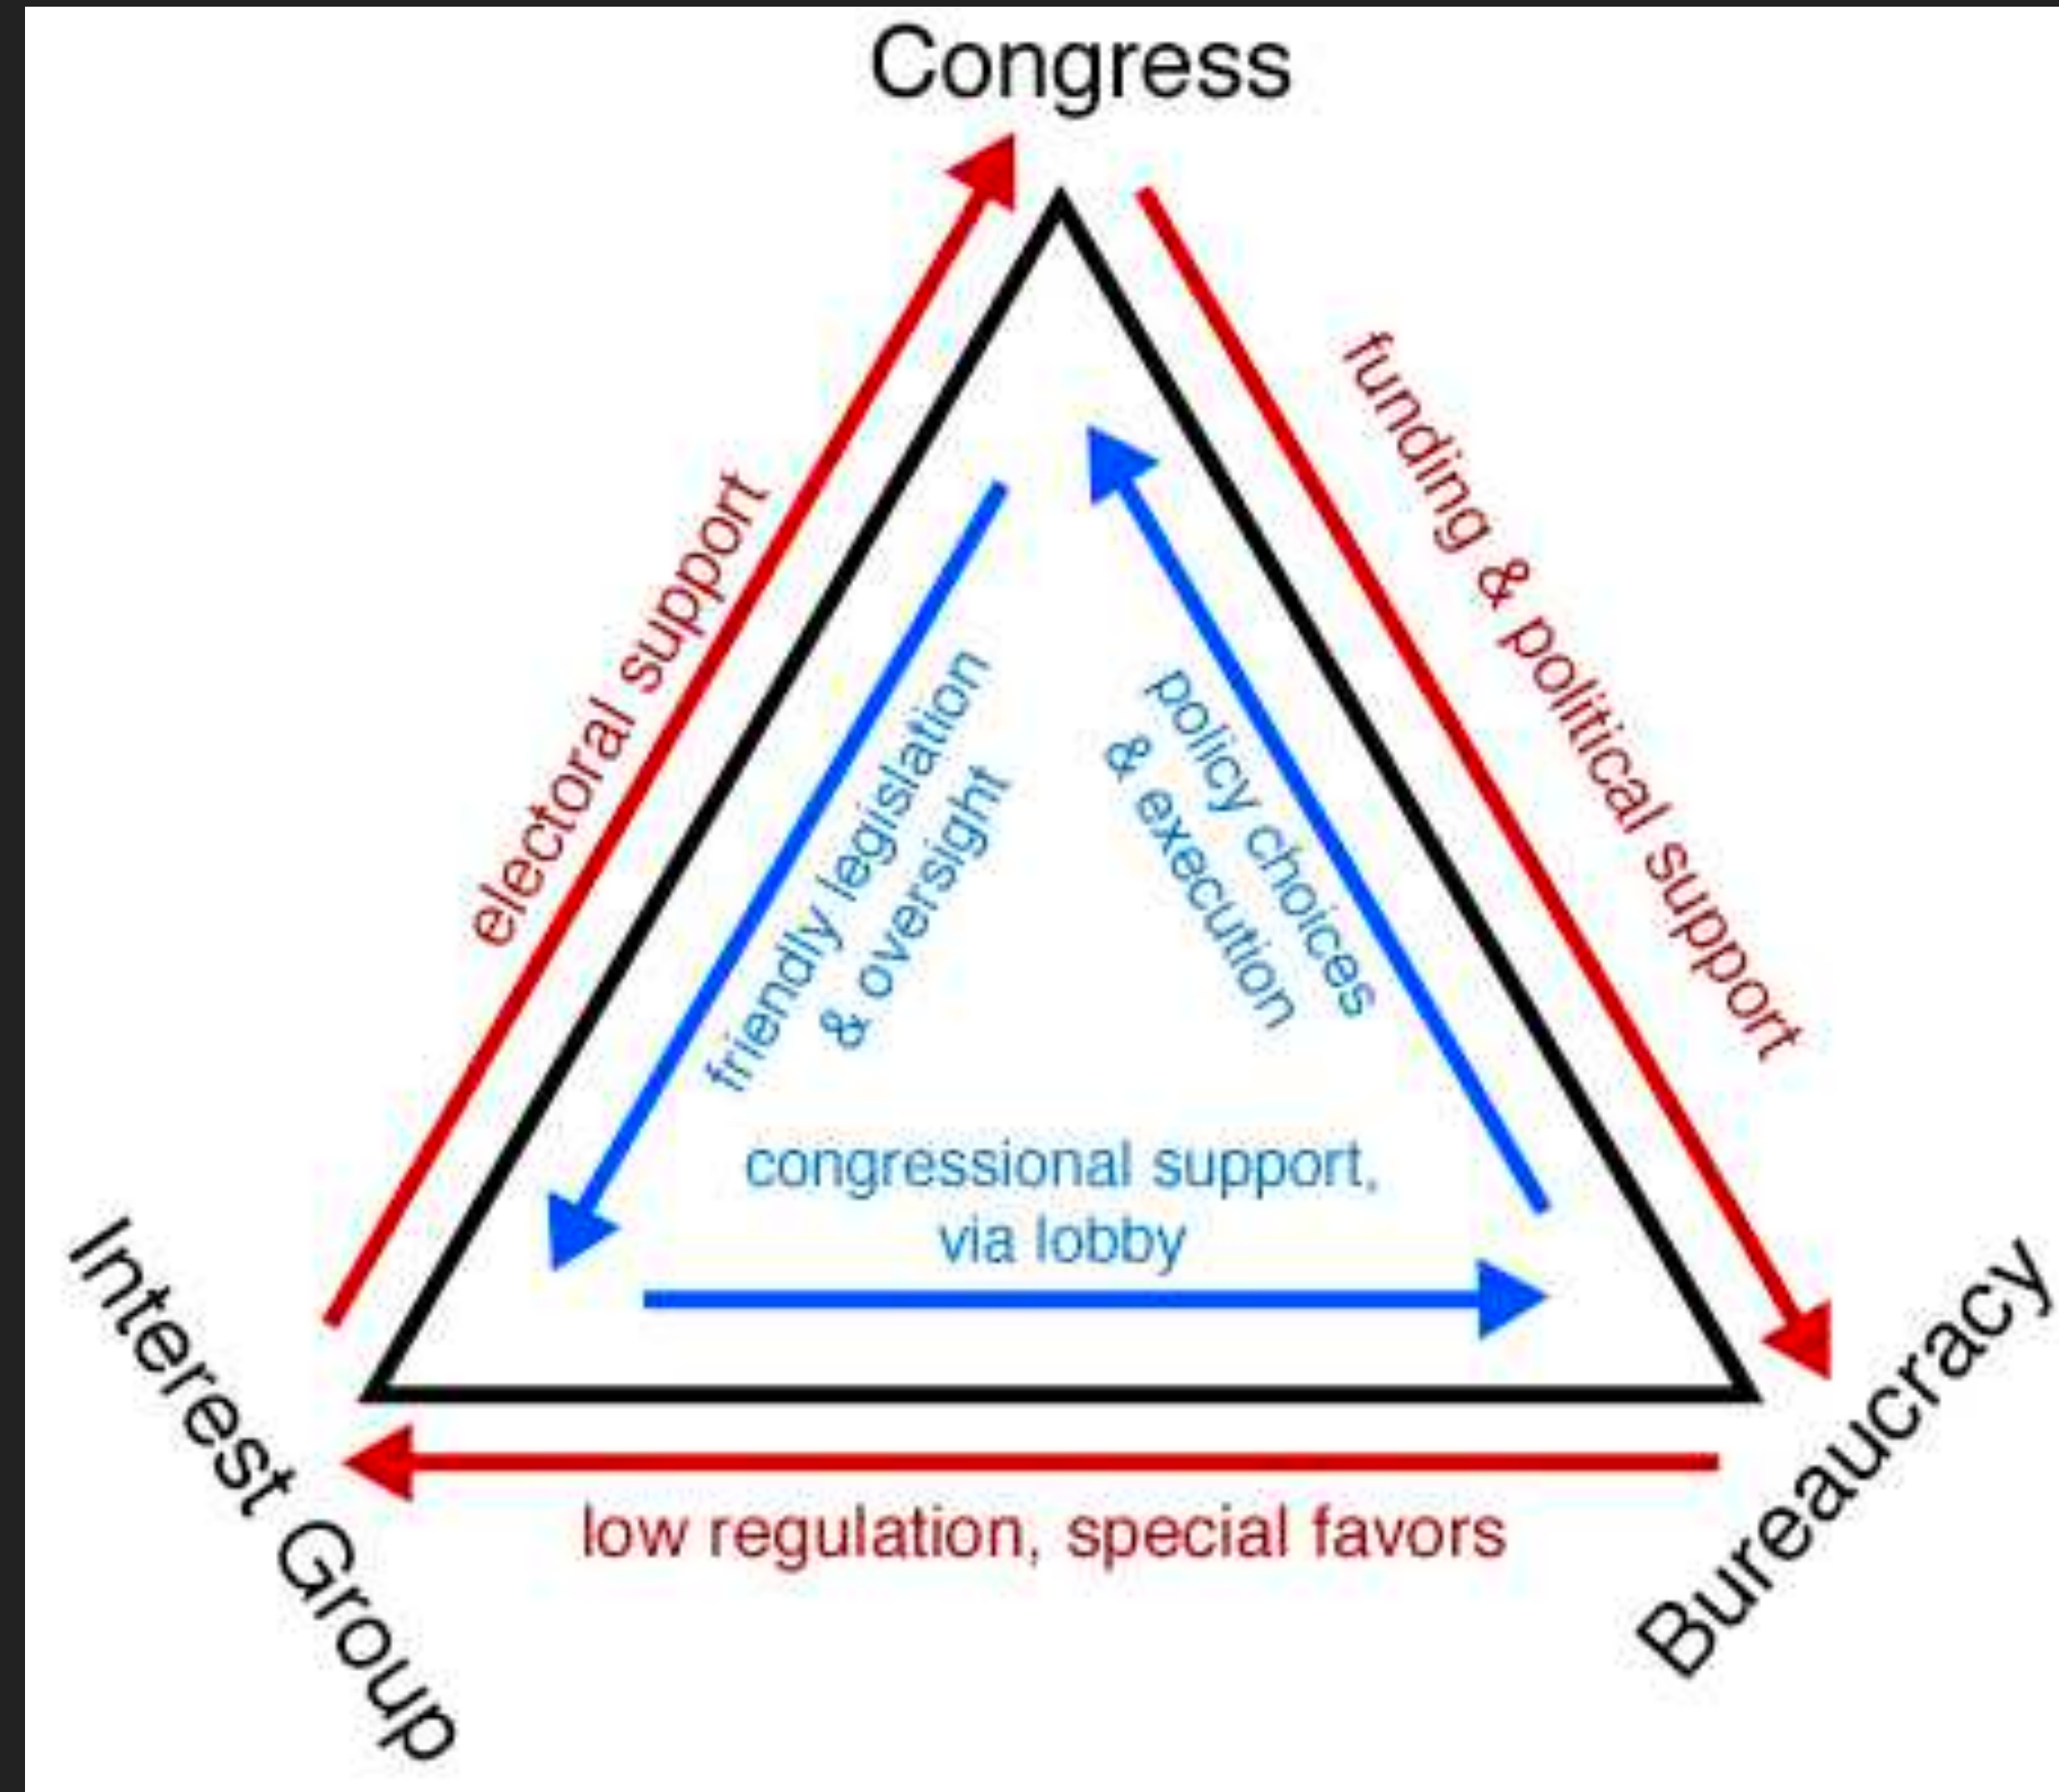 Congress
electoral support
funding & political support
friendly legislation
& oversight
policy choices
& execution
congressional support,
via lobby
Interest Group
Bureaucracy
low regulation, special favors